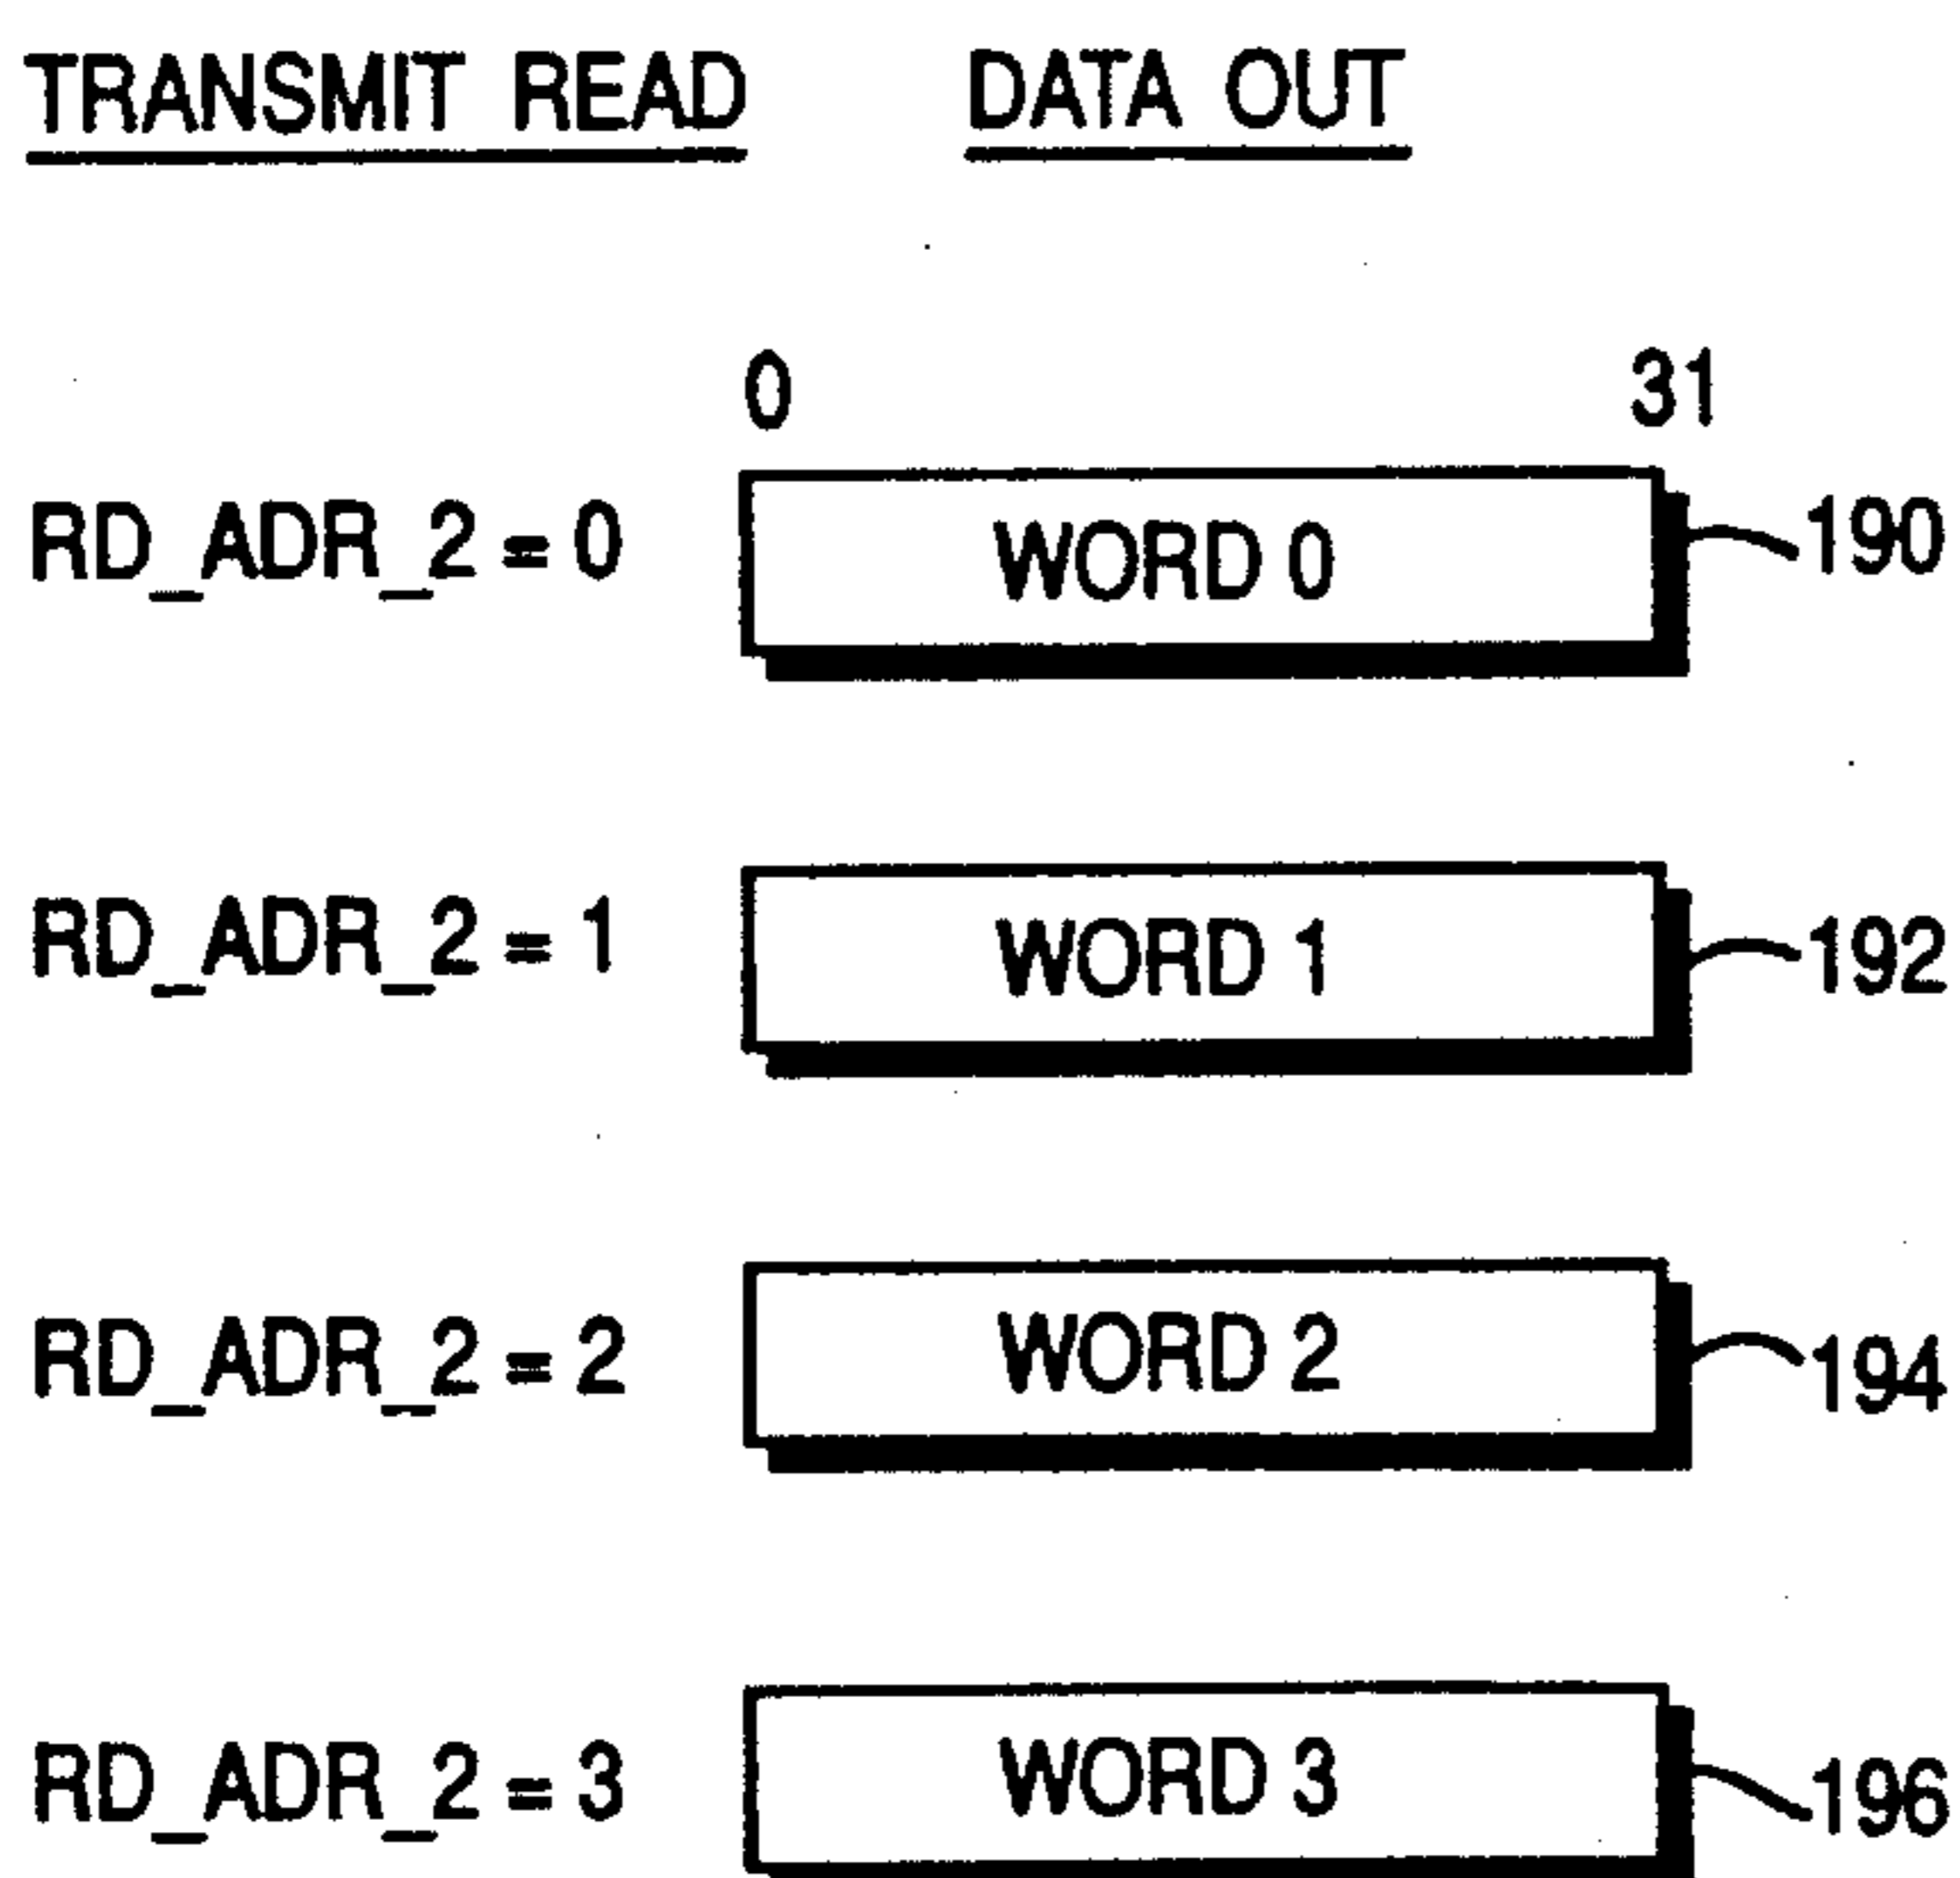 TRANSMIT READ DATA OUT
0 31
RD_ADR_2 = 0 WORD 0 190
RD_ADR_2 = 1 WORD 1 192
RD_ADR_2 = 2 WORD 2 194
RD_ADR_2 = 3 WORD 3 196